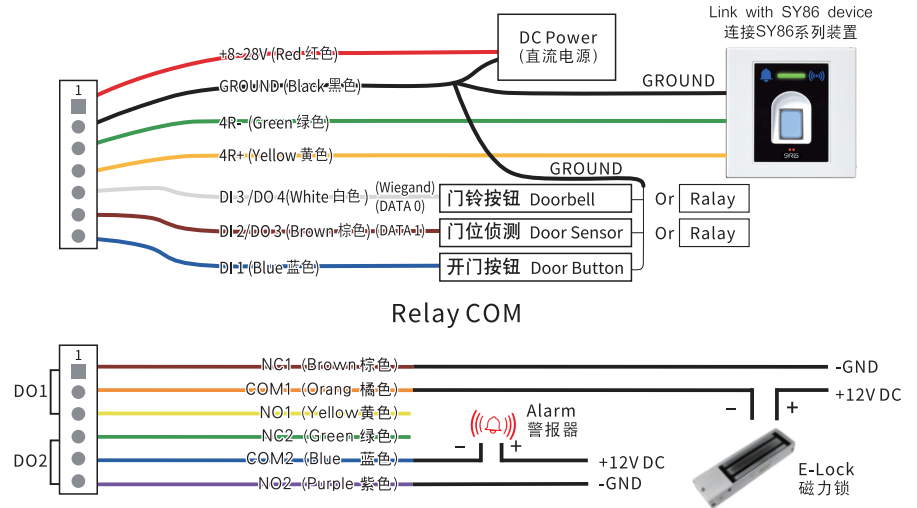 Link with SY86 device
连接SY86系列装置
DC Power
(直流电源)
+8~28V (Red 红色)
GROUND (Black 黑色)
GROUND
1
4R- (Green 绿色)
4R+ (Yellow 黄色)
SYRIS
GROUND
DI 3 /DO 4 (White 白色) (Wiegand)
(DATA 0)
门铃按钮 Doorbell
Or Ralay
DI 2/DO 3 (Brown 棕色) (DATA 1)
门位侦测 Door Sensor
Or Ralay
DI 1 (Blue 蓝色)
开门按钮 Door Button
Relay COM
1
NC1 (Brown 棕色)
-GND
DO1
COM1 (Orang 橘色)
+12V DC
NO1 (Yellow 黄色)
- +
Alarm
警报器
NC2 (Green 绿色)
- +
DO2
COM2 (Blue 蓝色)
+12V DC
NO2 (Purple 紫色)
-GND
E-Lock
磁力锁